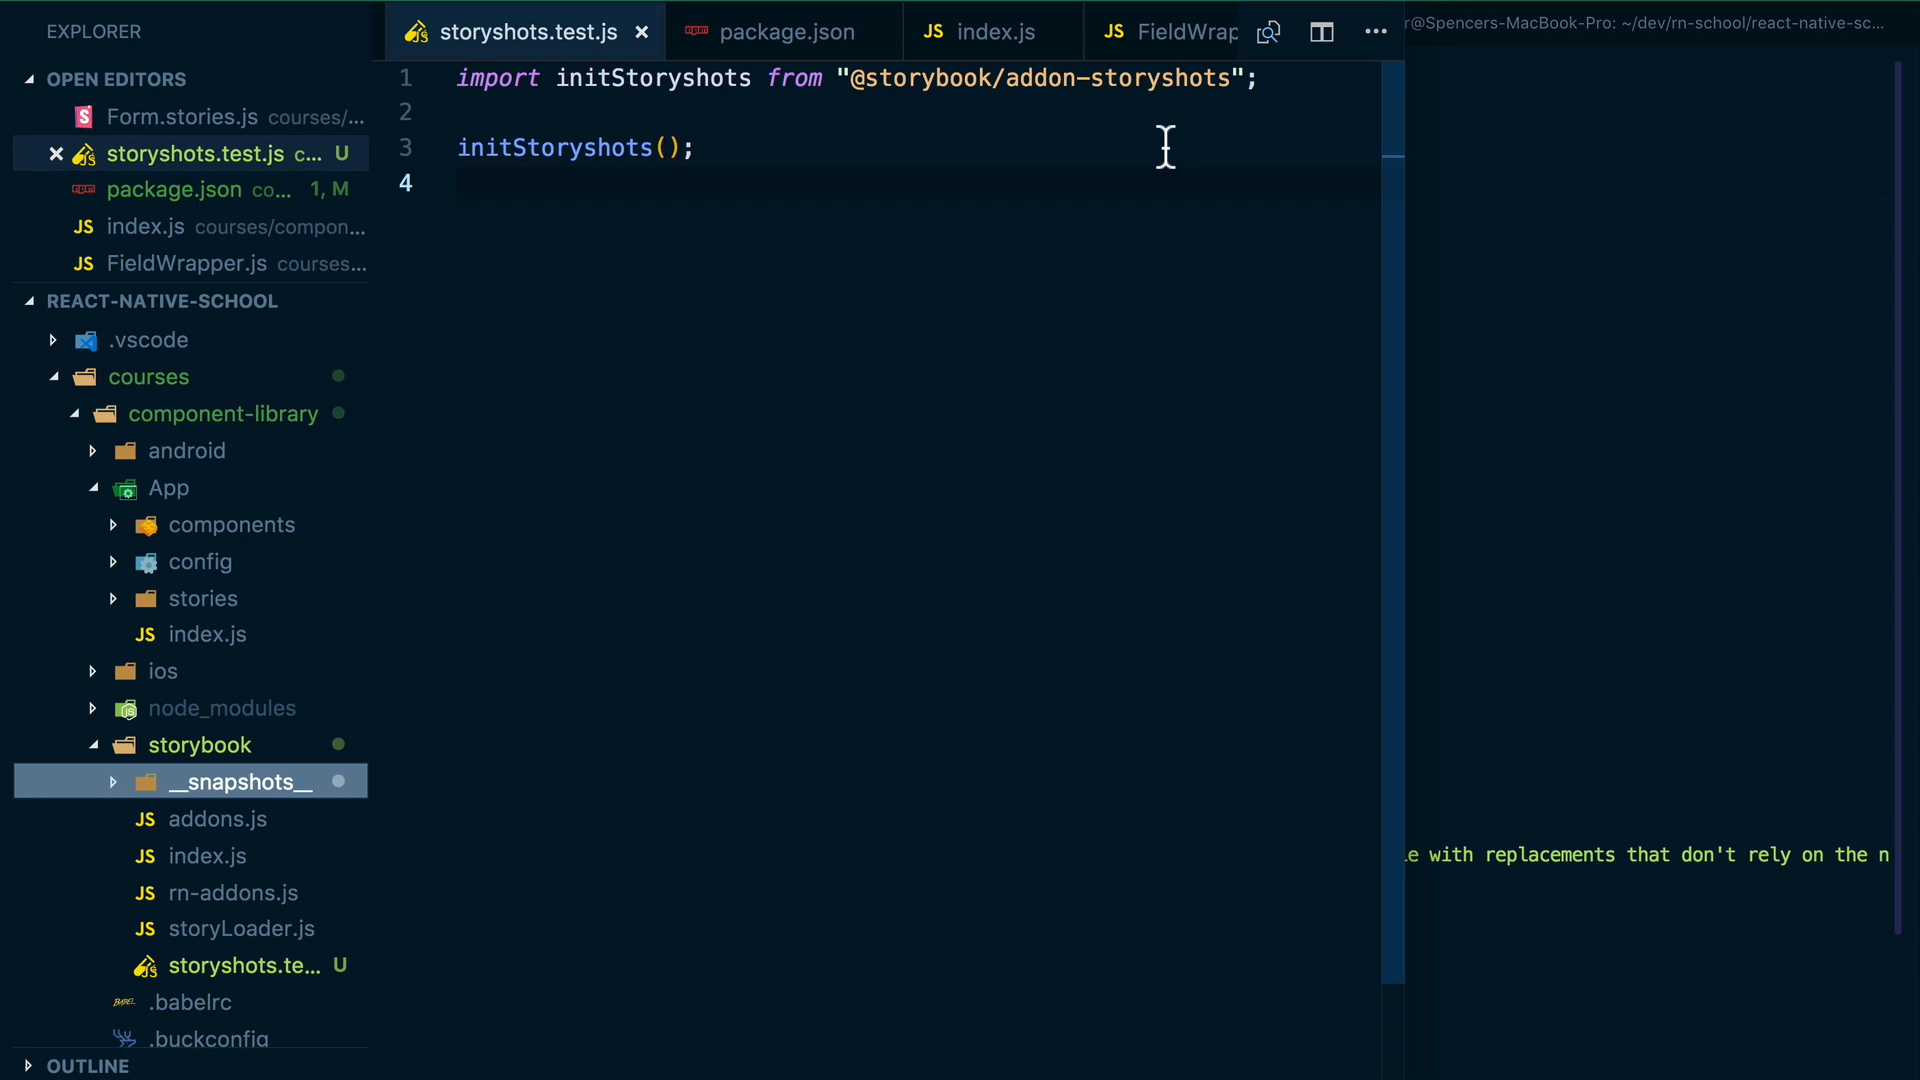 EXPLORER
OPEN EDITORS
Form.stories.js courses/...
storyshots.test.js c... U
package.json co... 1, M
index.js courses/compon...
FieldWrapper.js courses...
REACT-NATIVE-SCHOOL
.vscode
courses
component-library
android
App
components
config
stories
JS index.js
ios
node_modules
storybook
__snapshots__
JS addons.js
JS index.js
JS rn-addons.js
JS storyLoader.js
storyshots.te... U
.babelrc
.buckconfig
OUTLINE
storyshots.test.js
package.json
JS index.js
JS FieldWrap
1 import initStoryshots from "@storybook/addon-storyshots";
2
3 initStoryshots();
4
r@Spencers-MacBook-Pro: ~/dev/rn-school/react-native-sc...
le with replacements that don't rely on the n